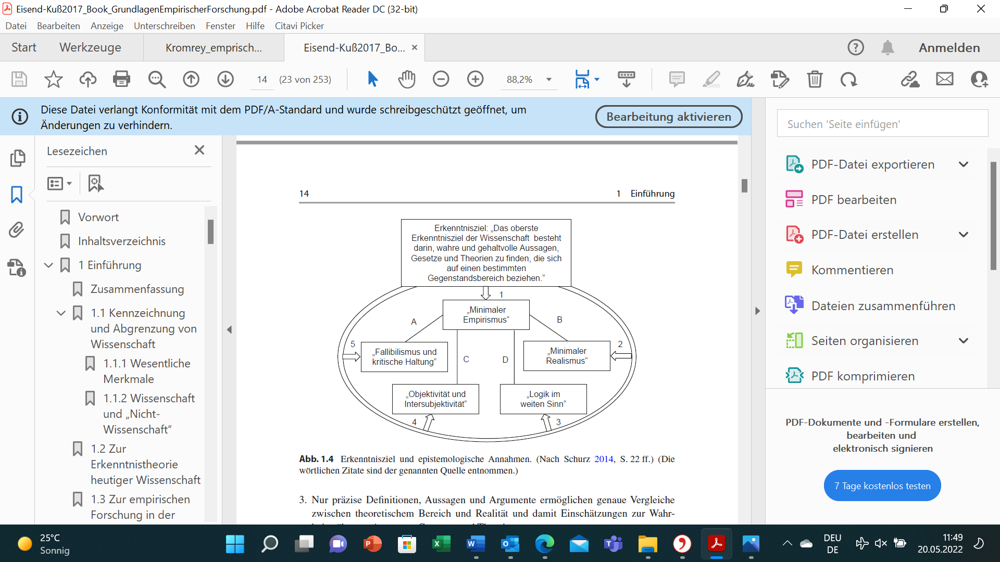 Eisend-Kuß2017_Book_GrundlagenEmpirischerForschung.pdf - Adobe Acrobat Reader DC (32-bit)
Datei Bearbeiten Anzeige Unterschreiben Fenster Hilfe Citavi Picker
Start Werkzeuge Kromrey_emprisch... Eisend-Kuß2017_Bo... × Anmelden
14 (23 von 253) 88,2%
Diese Datei verlangt Konformität mit dem PDF/A-Standard und wurde schreibgeschützt geöffnet, um
Änderungen zu verhindern.
Bearbeitung aktivieren
Lesezeichen
Vorwort
Inhaltsverzeichnis
1 Einführung
Zusammenfassung
1.1 Kennzeichnung
und Abgrenzung von
Wissenschaft
1.1.1 Wesentliche
Merkmale
1.1.2 Wissenschaft
und „Nicht-
Wissenschaft“
1.2 Zur
Erkenntnistheorie
heutiger Wissenschaft
1.3 Zur empirischen
Forschung in der
14 1 Einführung
Erkenntnisziel: „Das oberste
Erkenntnisziel der Wissenschaft besteht
darin, wahre und gehaltvolle Aussagen,
Gesetze und Theorien zu finden, die sich
auf einen bestimmten
Gegenstandsbereich beziehen.“
1
„Minimaler
Empirismus“
A
B
5
„Fallibilismus und
kritische Haltung“
C
D
„Minimaler
Realismus“
2
„Objektivität und
Intersubjektivität“
4
„Logik im
weiten Sinn“
3
Abb. 1.4 Erkenntnisziel und epistemologische Annahmen. (Nach Schurz 2014, S. 22 ff.) (Die
wörtlichen Zitate sind der genannten Quelle entnommen.)
3. Nur präzise Definitionen, Aussagen und Argumente ermöglichen genaue Vergleiche
zwischen theoretischem Bereich und Realität und damit Einschätzungen zur Wahr-
Suchen 'Seite einfügen'
PDF-Datei exportieren
PDF bearbeiten
PDF-Datei erstellen
Kommentieren
Dateien zusammenführen
Seiten organisieren
PDF komprimieren
PDF-Dokumente und -Formulare erstellen,
bearbeiten und
elektronisch signieren
7 Tage kostenlos testen
25°C
Sonnig
DEU
DE
11:49
20.05.2022